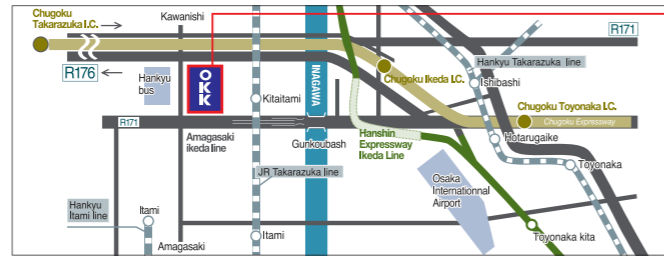 Chugoku
Takarazuka I.C.
Kawanishi
R171
R176
Hankyu
bus
OKK
Kitaitami
INAGAWA
Chugoku Ikeda I.C.
Hankyu Takarazuka line
Ishibashi
Chugoku Toyonaka I.C.
Chugoku Expressway
R171
Amagasaki
ikeda line
Gunkoubash
Hanshin
Expressway
Ikeda Line
Hotarugaike
Toyonaka
JR Takarazuka line
Osaka
Internationnal
Airport
Hankyu
Itami line
Itami
Amagasaki
Itami
Toyonaka kita